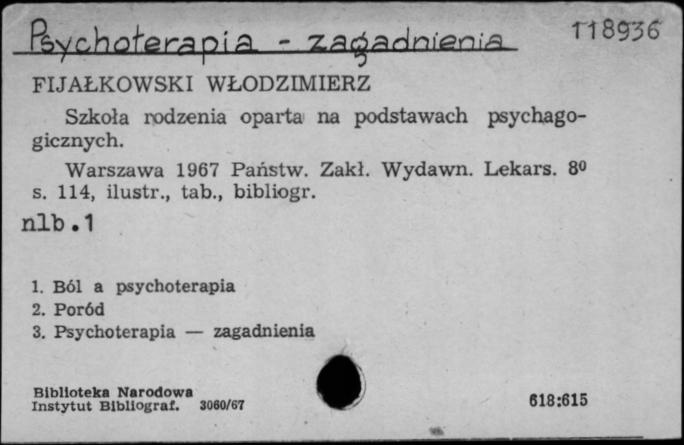 Psychoterapia - zagadnienia 118936
FIJAŁKOWSKI WŁODZIMIERZ
Szkoła rodzenia oparta na podstawach psychago-
gicznych.
Warszawa 1967 Państw. Zakł. Wydawn. Lekars. 8⁰
s. 114, ilustr., tab., bibliogr.
nlb.1
1. Ból a psychoterapia
2. Poród
3. Psychoterapia — zagadnienia
Biblioteka Narodowa
Instytut Bibliograf. 3060/67 618:615